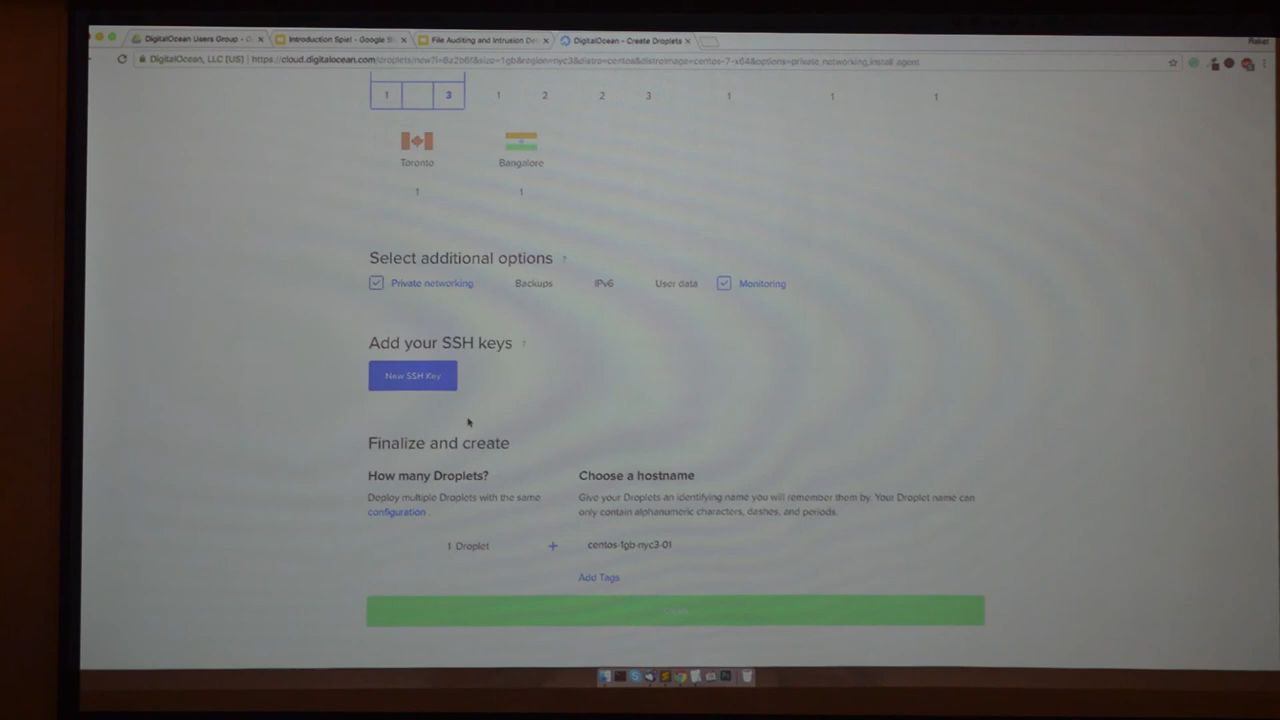 DigitalOcean Users Group - D
Introduction Spiel - Google S
File Auditing and Intrusion De
DigitalOcean - Create Droplets
DigitalOcean, LLC [US]
1 3 1 2 2 3 1 1 1
Toronto Bangalore
1 1
Select additional options ?
Private networking Backups IPv6 User data Monitoring
Add your SSH keys ?
New SSH Key
Finalize and create
How many Droplets?
Deploy multiple Droplets with the same
configuration .
1 Droplet +
Choose a hostname
Give your Droplets an identifying name you will remember them by. Your Droplet name can
only contain alphanumeric characters, dashes, and periods.
centos-1gb-nyc3-01
Add Tags
Create